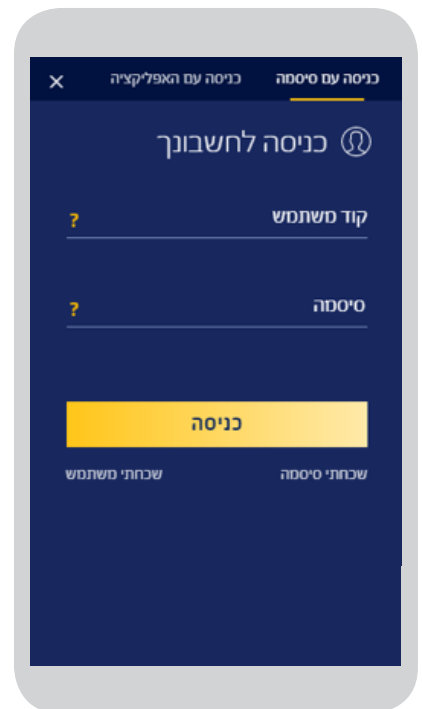 כניסה עם סיסמה כניסה עם האפליקציה ×
כניסה לחשבונך
קוד משתמש ?
סיסמה ?
כניסה
שכחתי סיסמה שכחתי משתמש